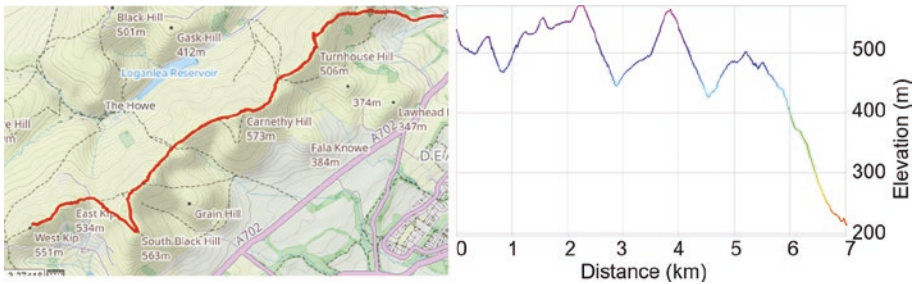 Black Hill
501m
Gask Hill
412m
Loganlea Reservoir
Turnhouse Hill
506m
The Howe
374m
Lawhead
347m
Carnethy Hill
573m
A702
Fala Knowe
384m
DE
e Hill
East Kip
534m
Grain Hill
West Kip
551m
South Black Hill
563m
A702
500
400
300
200
Elevation (m)
0 1 2 3 4 5 6 7
Distance (km)